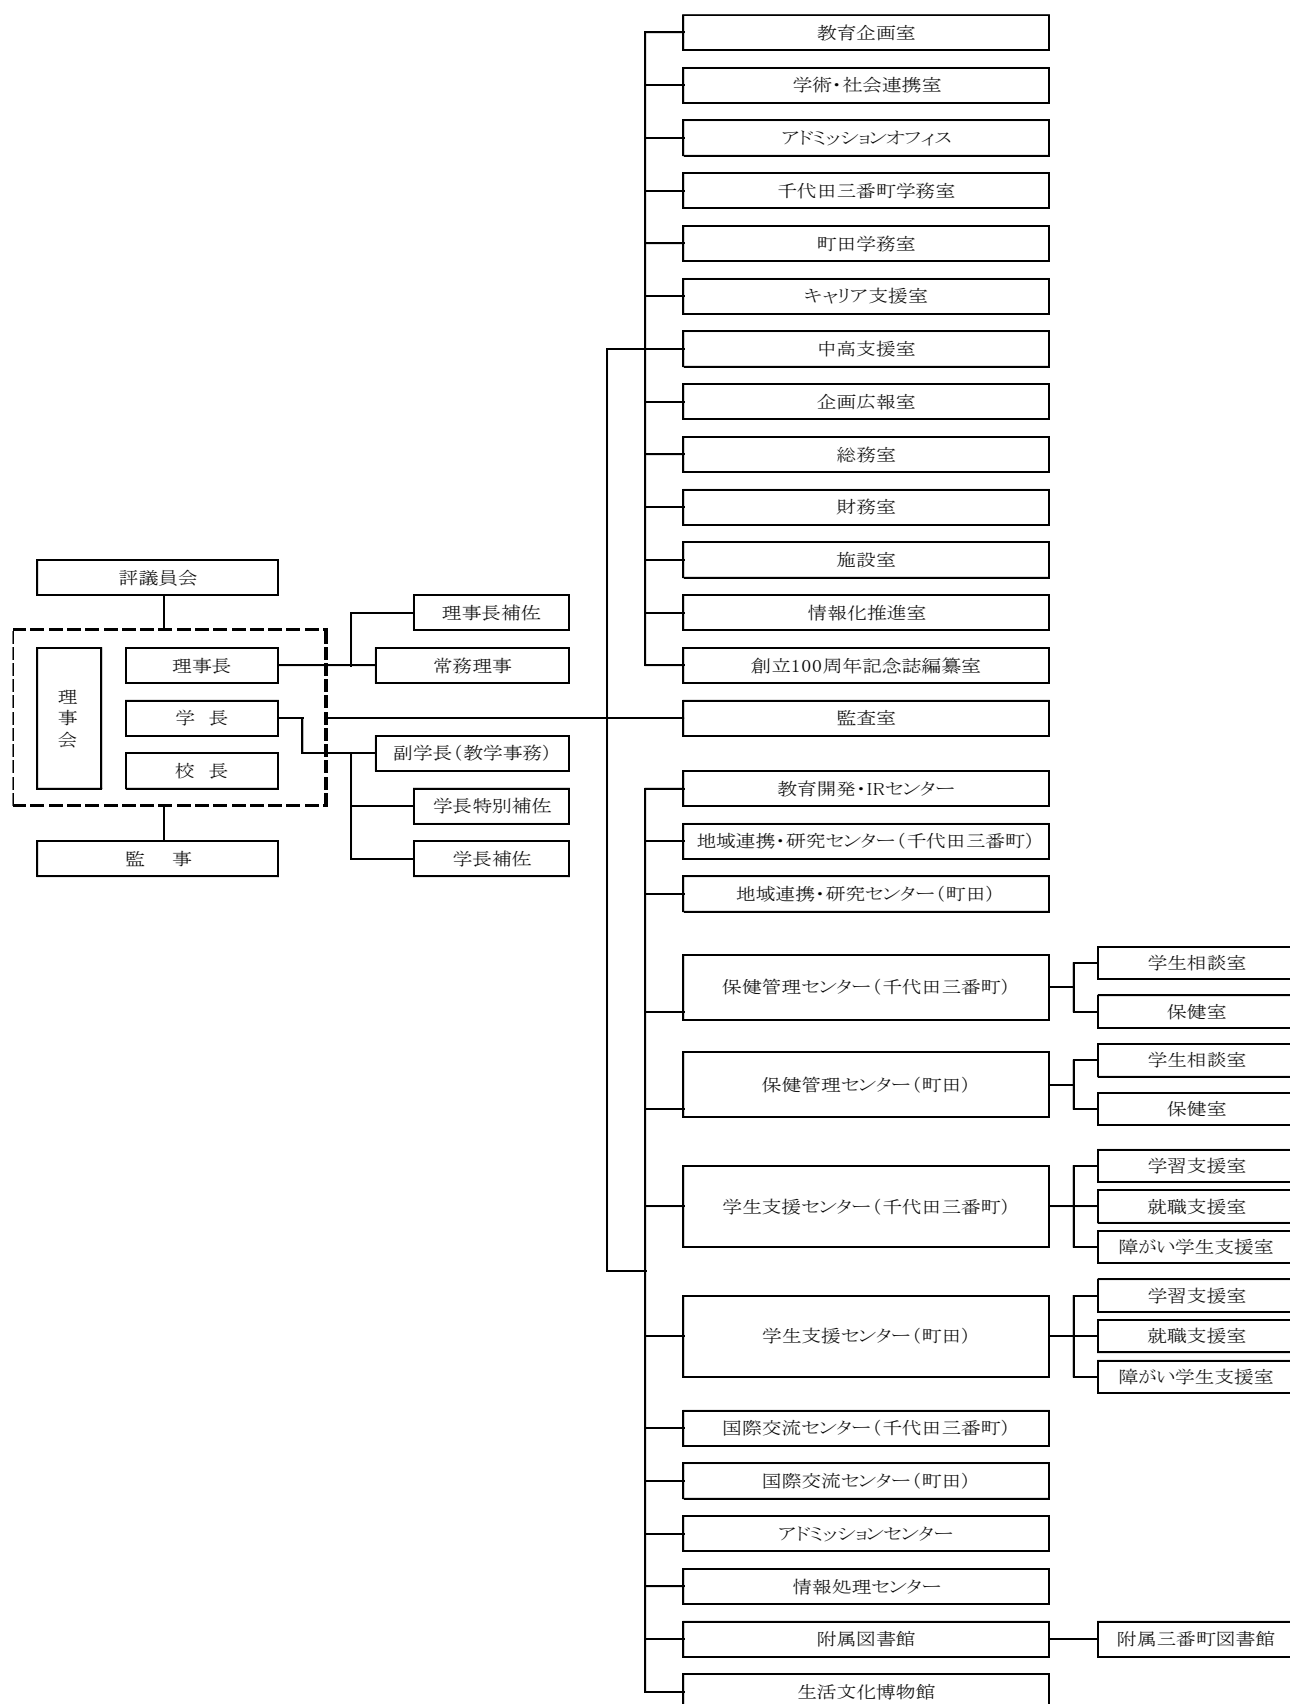 教育企画室
学術・社会連携室
アドミッションオフィス
千代田三番町学務室
町田学務室
キャリア支援室
中高支援室
企画広報室
総務室
財務室
施設室
情報化推進室
創立100周年記念誌編纂室
監査室
評議員会
理事会
理事長
学 長
校 長
監 事
理事長補佐
常務理事
副学長(教学事務)
学長特別補佐
学長補佐
教育開発・IRセンター
地域連携・研究センター(千代田三番町)
地域連携・研究センター(町田)
保健管理センター(千代田三番町)
学生相談室
保健室
保健管理センター(町田)
学生相談室
保健室
学生支援センター(千代田三番町)
学習支援室
就職支援室
障がい学生支援室
学生支援センター(町田)
学習支援室
就職支援室
障がい学生支援室
国際交流センター(千代田三番町)
国際交流センター(町田)
アドミッションセンター
情報処理センター
附属図書館
附属三番町図書館
生活文化博物館